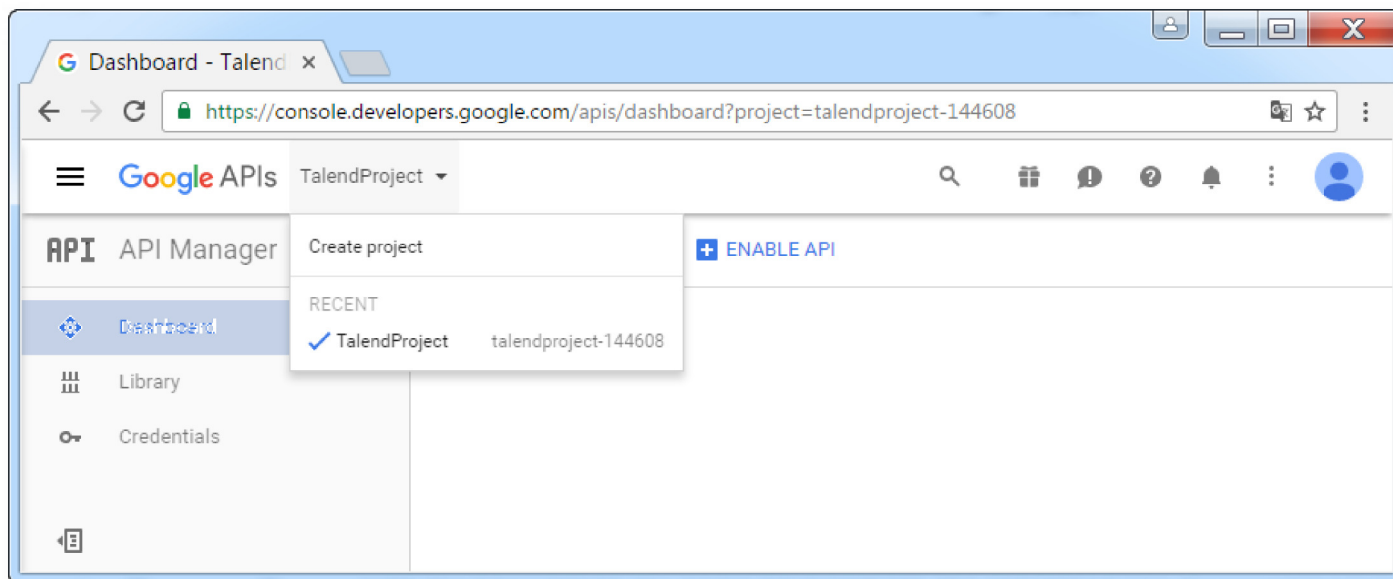 Dashboard - Talend
https://console.developers.google.com/apis/dashboard?project=talendproject-144608
Google APIs TalendProject
API API Manager Create project ENABLE API
RECENT
Dashboard TalendProject talendproject-144608
Library
Credentials